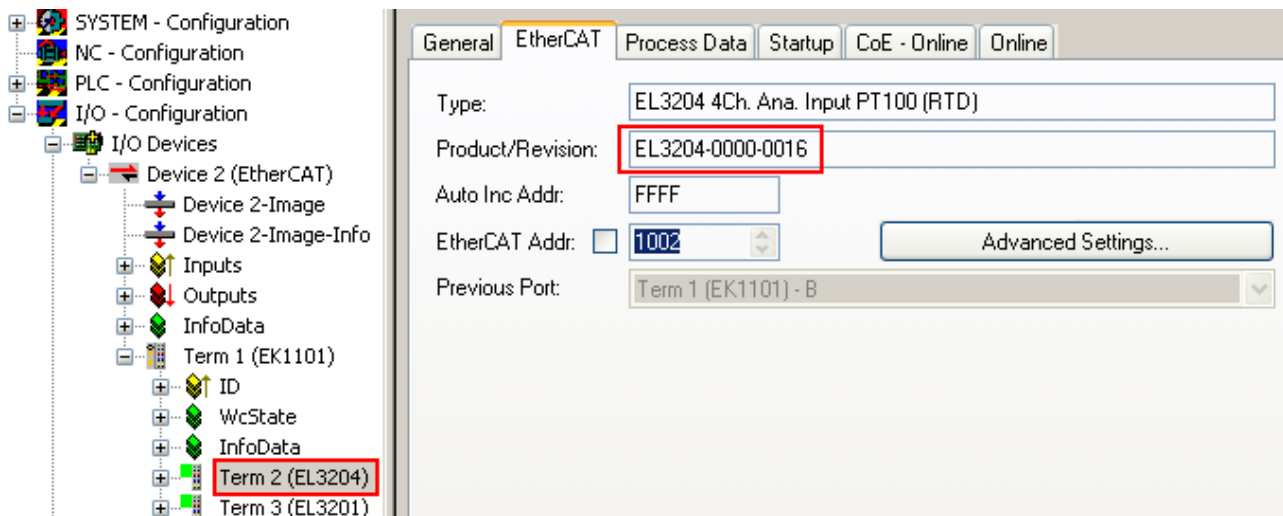 SYSTEM - Configuration
NC - Configuration
PLC - Configuration
I/O - Configuration
I/O Devices
Device 2 (EtherCAT)
Device 2-Image
Device 2-Image-Info
Inputs
Outputs
InfoData
Term 1 (EK1101)
ID
WcState
InfoData
Term 2 (EL3204)
Term 3 (EL3201)
General EtherCAT Process Data Startup CoE - Online Online
Type: EL3204 4Ch. Ana. Input PT100 (RTD)
Product/Revision: EL3204-0000-0016
Auto Inc Addr: FFFF
EtherCAT Addr: 1002 Advanced Settings...
Previous Port: Term 1 (EK1101) - B